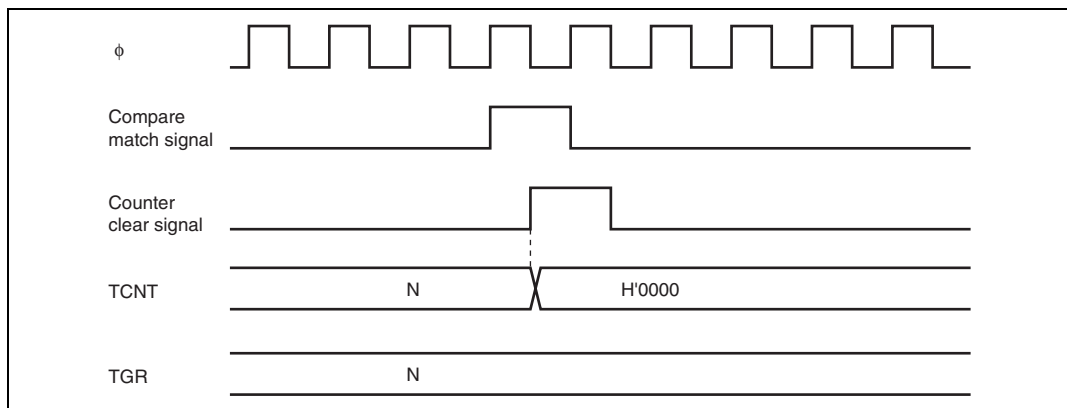 ϕ
Compare
match signal
Counter
clear signal
TCNT
N
H'0000
TGR
N